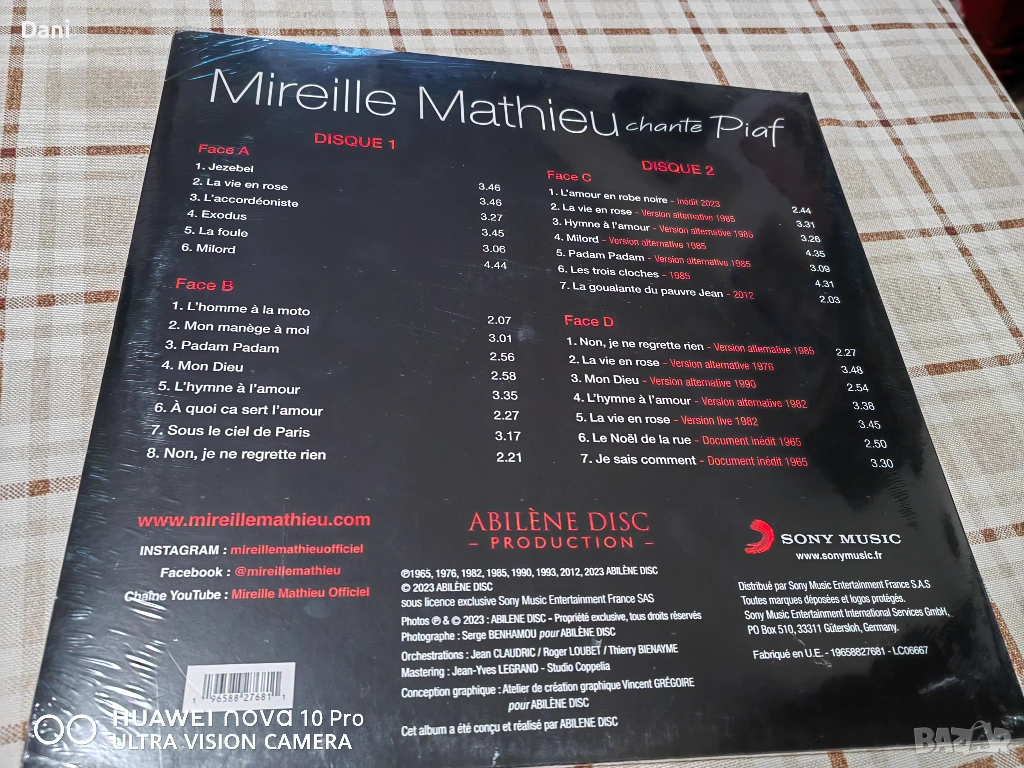 Dani
Mireille Mathieu chante Piaf
DISQUE 1
Face A
1. Jezebel 3.46
2. La vie en rose 3.46
3. L'accordéoniste 3.27
4. Exodus 3.45
5. La foule 3.06
6. Milord 4.44
Face B
1. L'homme à la moto 2.07
2. Mon manège à moi 3.01
3. Padam Padam 2.56
4. Mon Dieu 2.58
5. L'hymne à l'amour 3.35
6. À quoi ca sert l'amour 2.27
7. Sous le ciel de Paris 3.17
8. Non, je ne regrette rien 2.21
DISQUE 2
Face C
1. L'amour en robe noire - Inédit 2023 2.44
2. La vie en rose - Version alternative 1985 3.31
3. Hymne à l'amour - Version alternative 1985 3.26
4. Milord - Version alternative 1985 4.35
5. Padam Padam - Version alternative 1985 3.09
6. Les trois cloches - 1985 4.31
7. La goualante du pauvre Jean - 2012 2.03
Face D
1. Non, je ne regrette rien - Version alternative 1985 2.27
2. La vie en rose - Version alternative 1976 3.48
3. Mon Dieu - Version alternative 1990 2.54
4. L'hymne à l'amour - Version alternative 1982 3.38
5. La vie en rose - Version live 1982 3.45
6. Le Noël de la rue - Document inédit 1965 2.50
7. Je sais comment - Document inédit 1965 3.30
www.mireillemathieu.com
INSTAGRAM : mireillemathieuofficiel
Facebook : @mireillemathieu
Chaîne YouTube : Mireille Mathieu Officiel
1 96588 27681 1
ABILÈNE DISC
- PRODUCTION -
℗1965, 1976, 1982, 1985, 1990, 1993, 2012, 2023 ABILÈNE DISC
© 2023 ABILÈNE DISC
sous licence exclusive Sony Music Entertainment France SAS
Photos ℗ & © 2023 : ABILENE DISC - Propriété exclusive, tous droits réservés
Photographe : Serge BENHAMOU pour ABILÈNE DISC
Orchestrations : Jean CLAUDRIC / Roger LOUBET / Thierry BIENAYME
Mastering : Jean-Yves LEGRAND - Studio Coppelia
Conception graphique : Atelier de création graphique Vincent GRÉGOIRE
pour ABILÈNE DISC
Cet album a été conçu et réalisé par ABILENE DISC
SONY MUSIC
www.sonymusic.fr
Distribué par Sony Music Entertainment France S.A.S
Toutes marques déposées et logos protégés.
Sony Music Entertainment International Services GmbH,
PO Box 510, 33311 Gütersloh, Germany.
Fabriqué en U.E. - 19658827681 - LC06667
HUAWEI nova 10 Pro
ULTRA VISION CAMERA
BAZAR